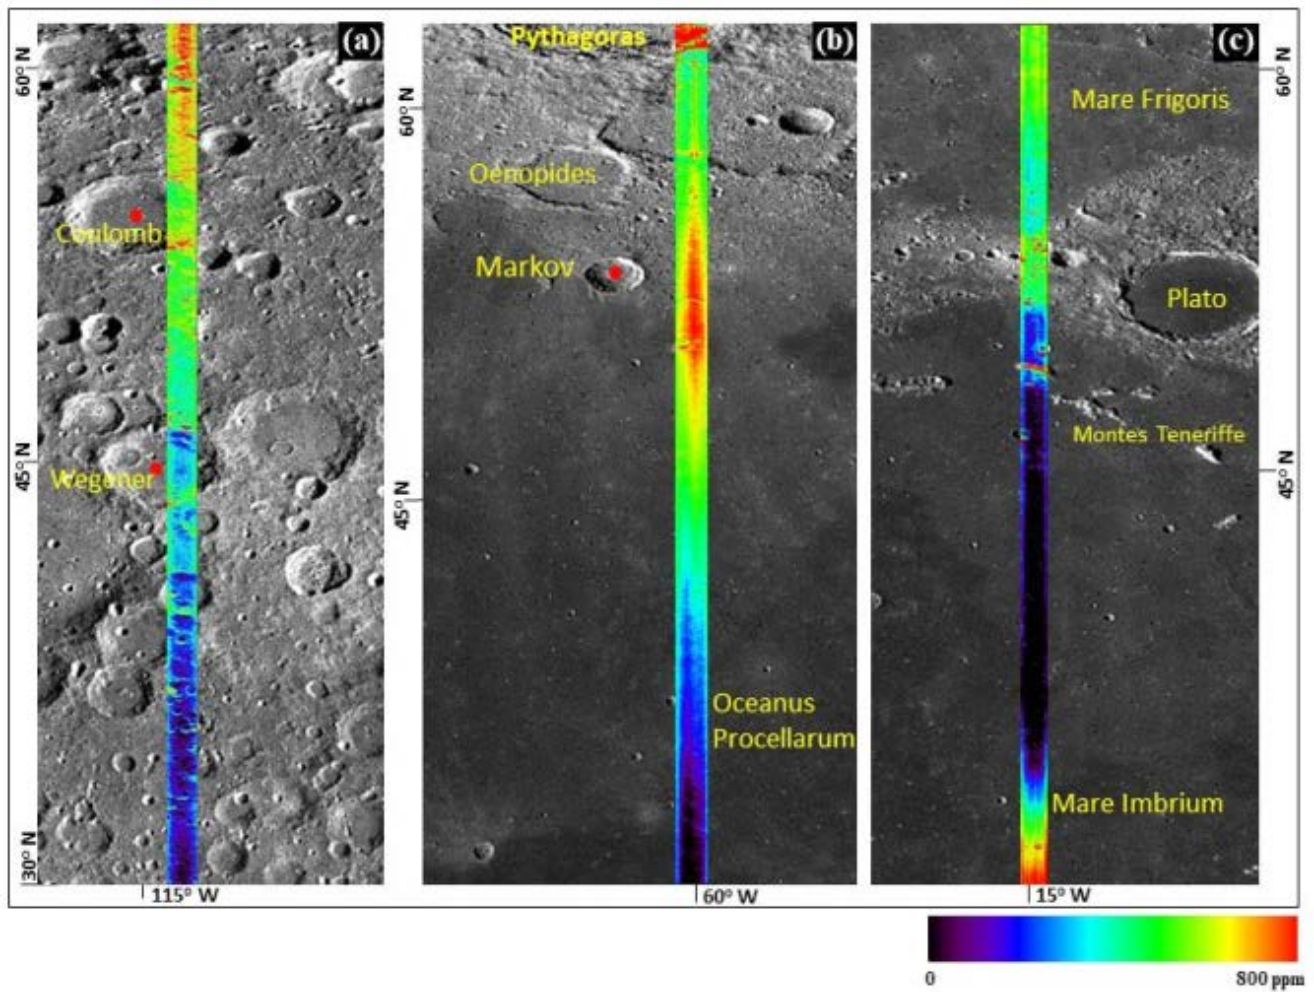 (a)
60° N
Coulomb
Wegener
45° N
30° N
115° W
Pythagoras
(b)
60° N
Oenopides
Markov
45° N
Oceanus
Procellarum
60° W
(c)
60° N
Mare Frigoris
Plato
Montes Teneriffe
45° N
Mare Imbrium
15° W
0
800 ppm